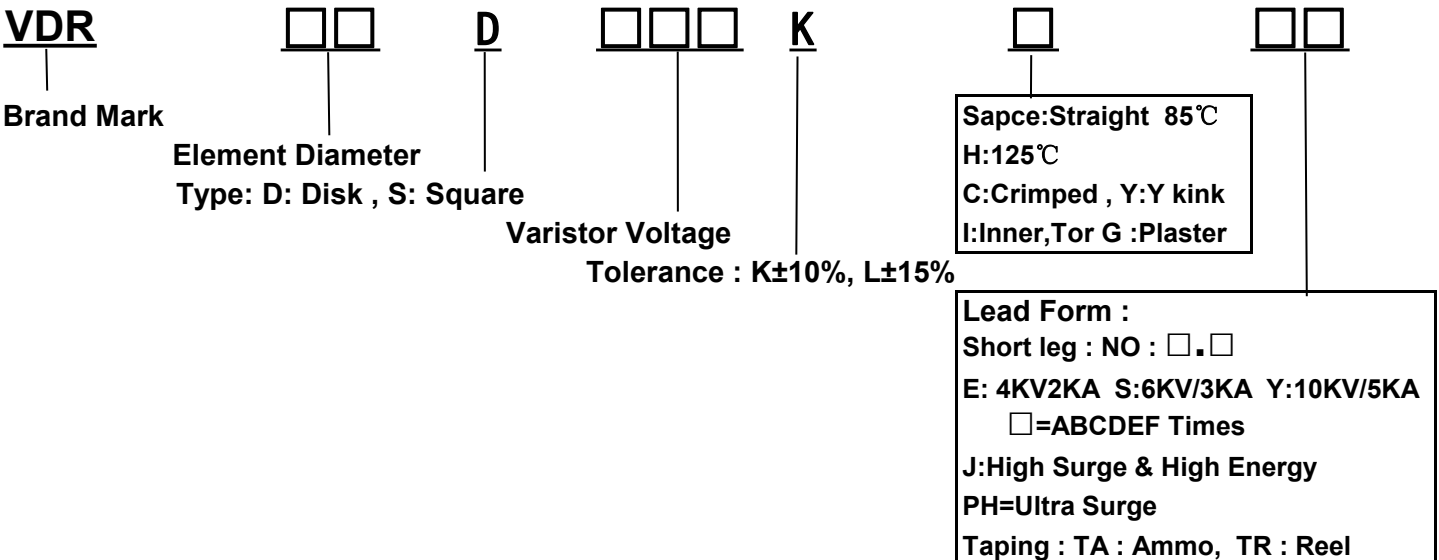 VDR □□ D □□□ K □ □□
Brand Mark
Element Diameter
Type: D: Disk , S: Square
Varistor Voltage
Tolerance : K±10%, L±15%
Sapce:Straight 85℃
H:125℃
C:Crimped , Y:Y kink
I:Inner,Tor G :Plaster
Lead Form :
Short leg : NO : □.□
E: 4KV2KA S:6KV/3KA Y:10KV/5KA
□=ABCDEF Times
J:High Surge & High Energy
PH=Ultra Surge
Taping : TA : Ammo, TR : Reel